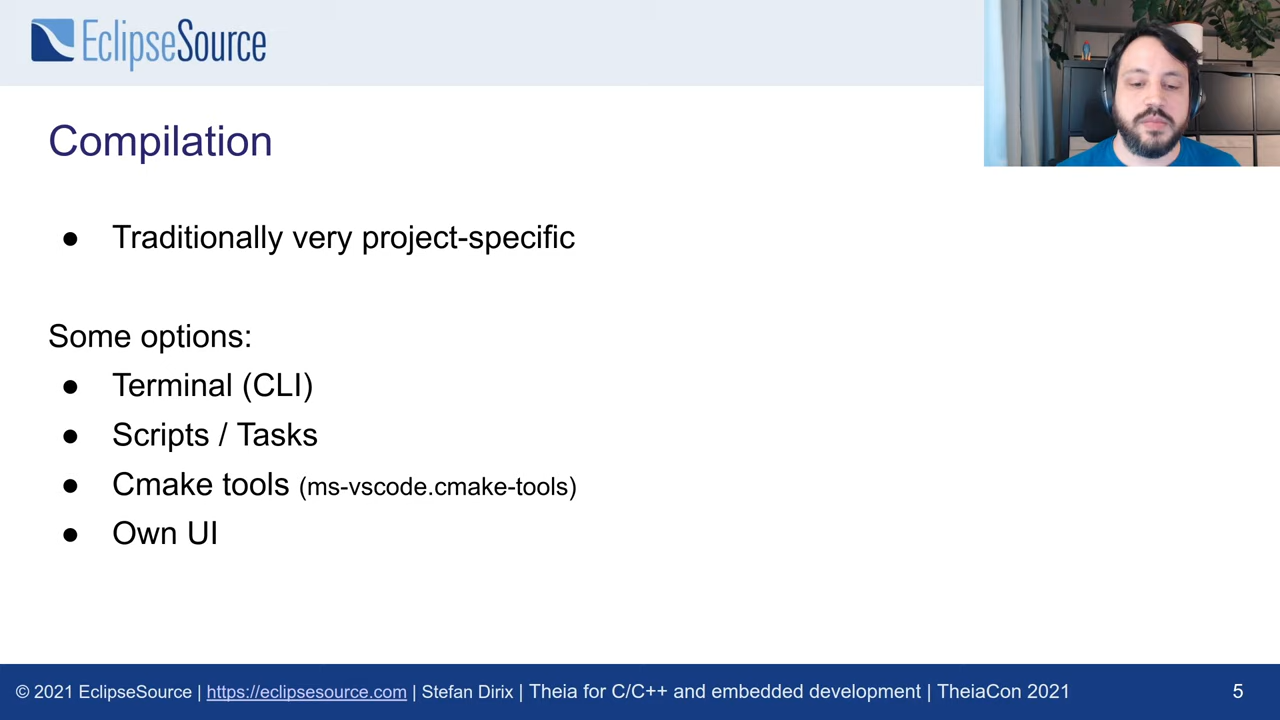 EclipseSource
Compilation
● Traditionally very project-specific
Some options:
● Terminal (CLI)
● Scripts / Tasks
● Cmake tools (ms-vscode.cmake-tools)
● Own UI
© 2021 EclipseSource | https://eclipsesource.com | Stefan Dirix | Theia for C/C++ and embedded development | TheiaCon 2021 5